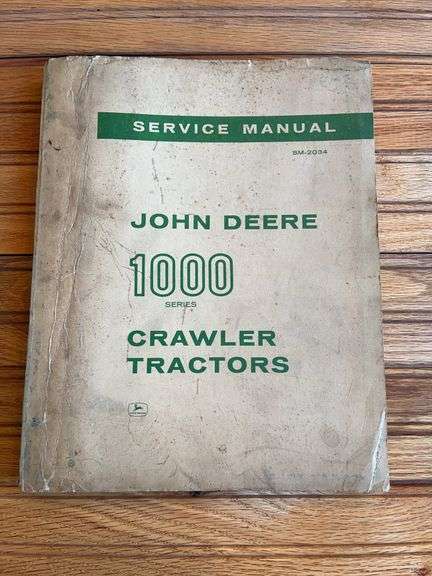 SERVICE MANUAL
SM-2034
JOHN DEERE
1000
SERIES
CRAWLER
TRACTORS